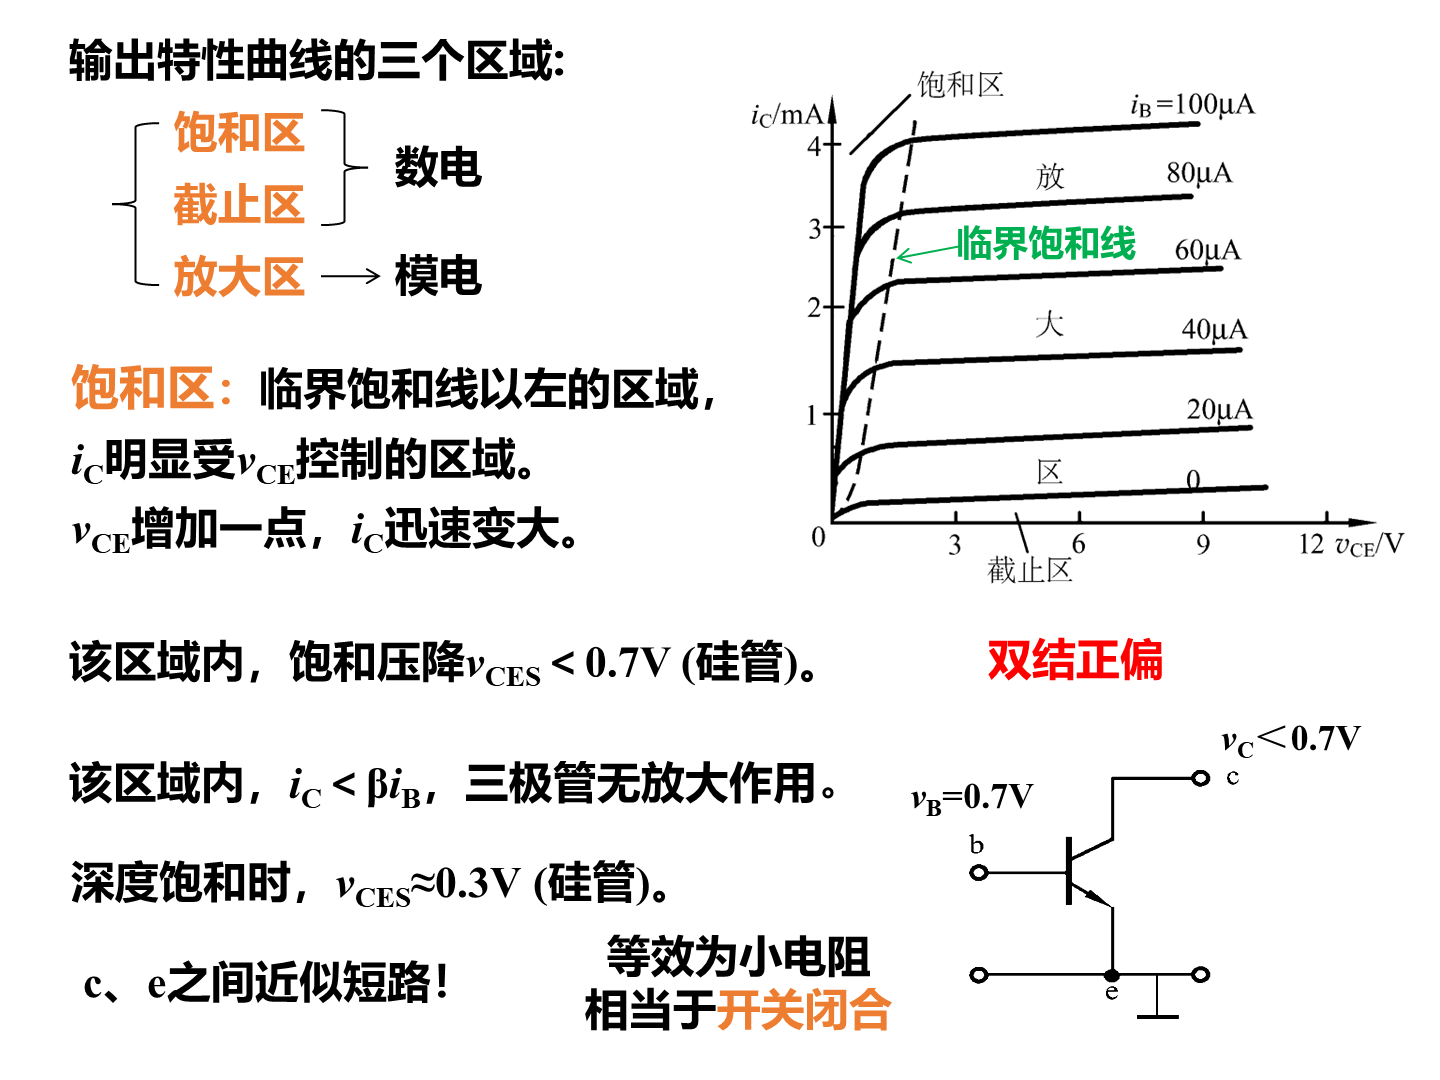 输出特性曲线的三个区域:
饱和区
截止区
数电
放大区
模电
饱和区：临界饱和线以左的区域，
iC明显受vCE控制的区域。
vCE增加一点，iC迅速变大。
该区域内，饱和压降vCES＜0.7V (硅管)。
双结正偏
该区域内，iC＜βiB，三极管无放大作用。
深度饱和时，vCES≈0.3V (硅管)。
c、e之间近似短路！
等效为小电阻
相当于开关闭合
饱和区
iC/mA
iB=100μA
4
放
80μA
3
临界饱和线
60μA
2
大
40μA
1
20μA
区
0
0
3
6
9
12
vCE/V
截止区
vC＜0.7V
c
vB=0.7V
b
e